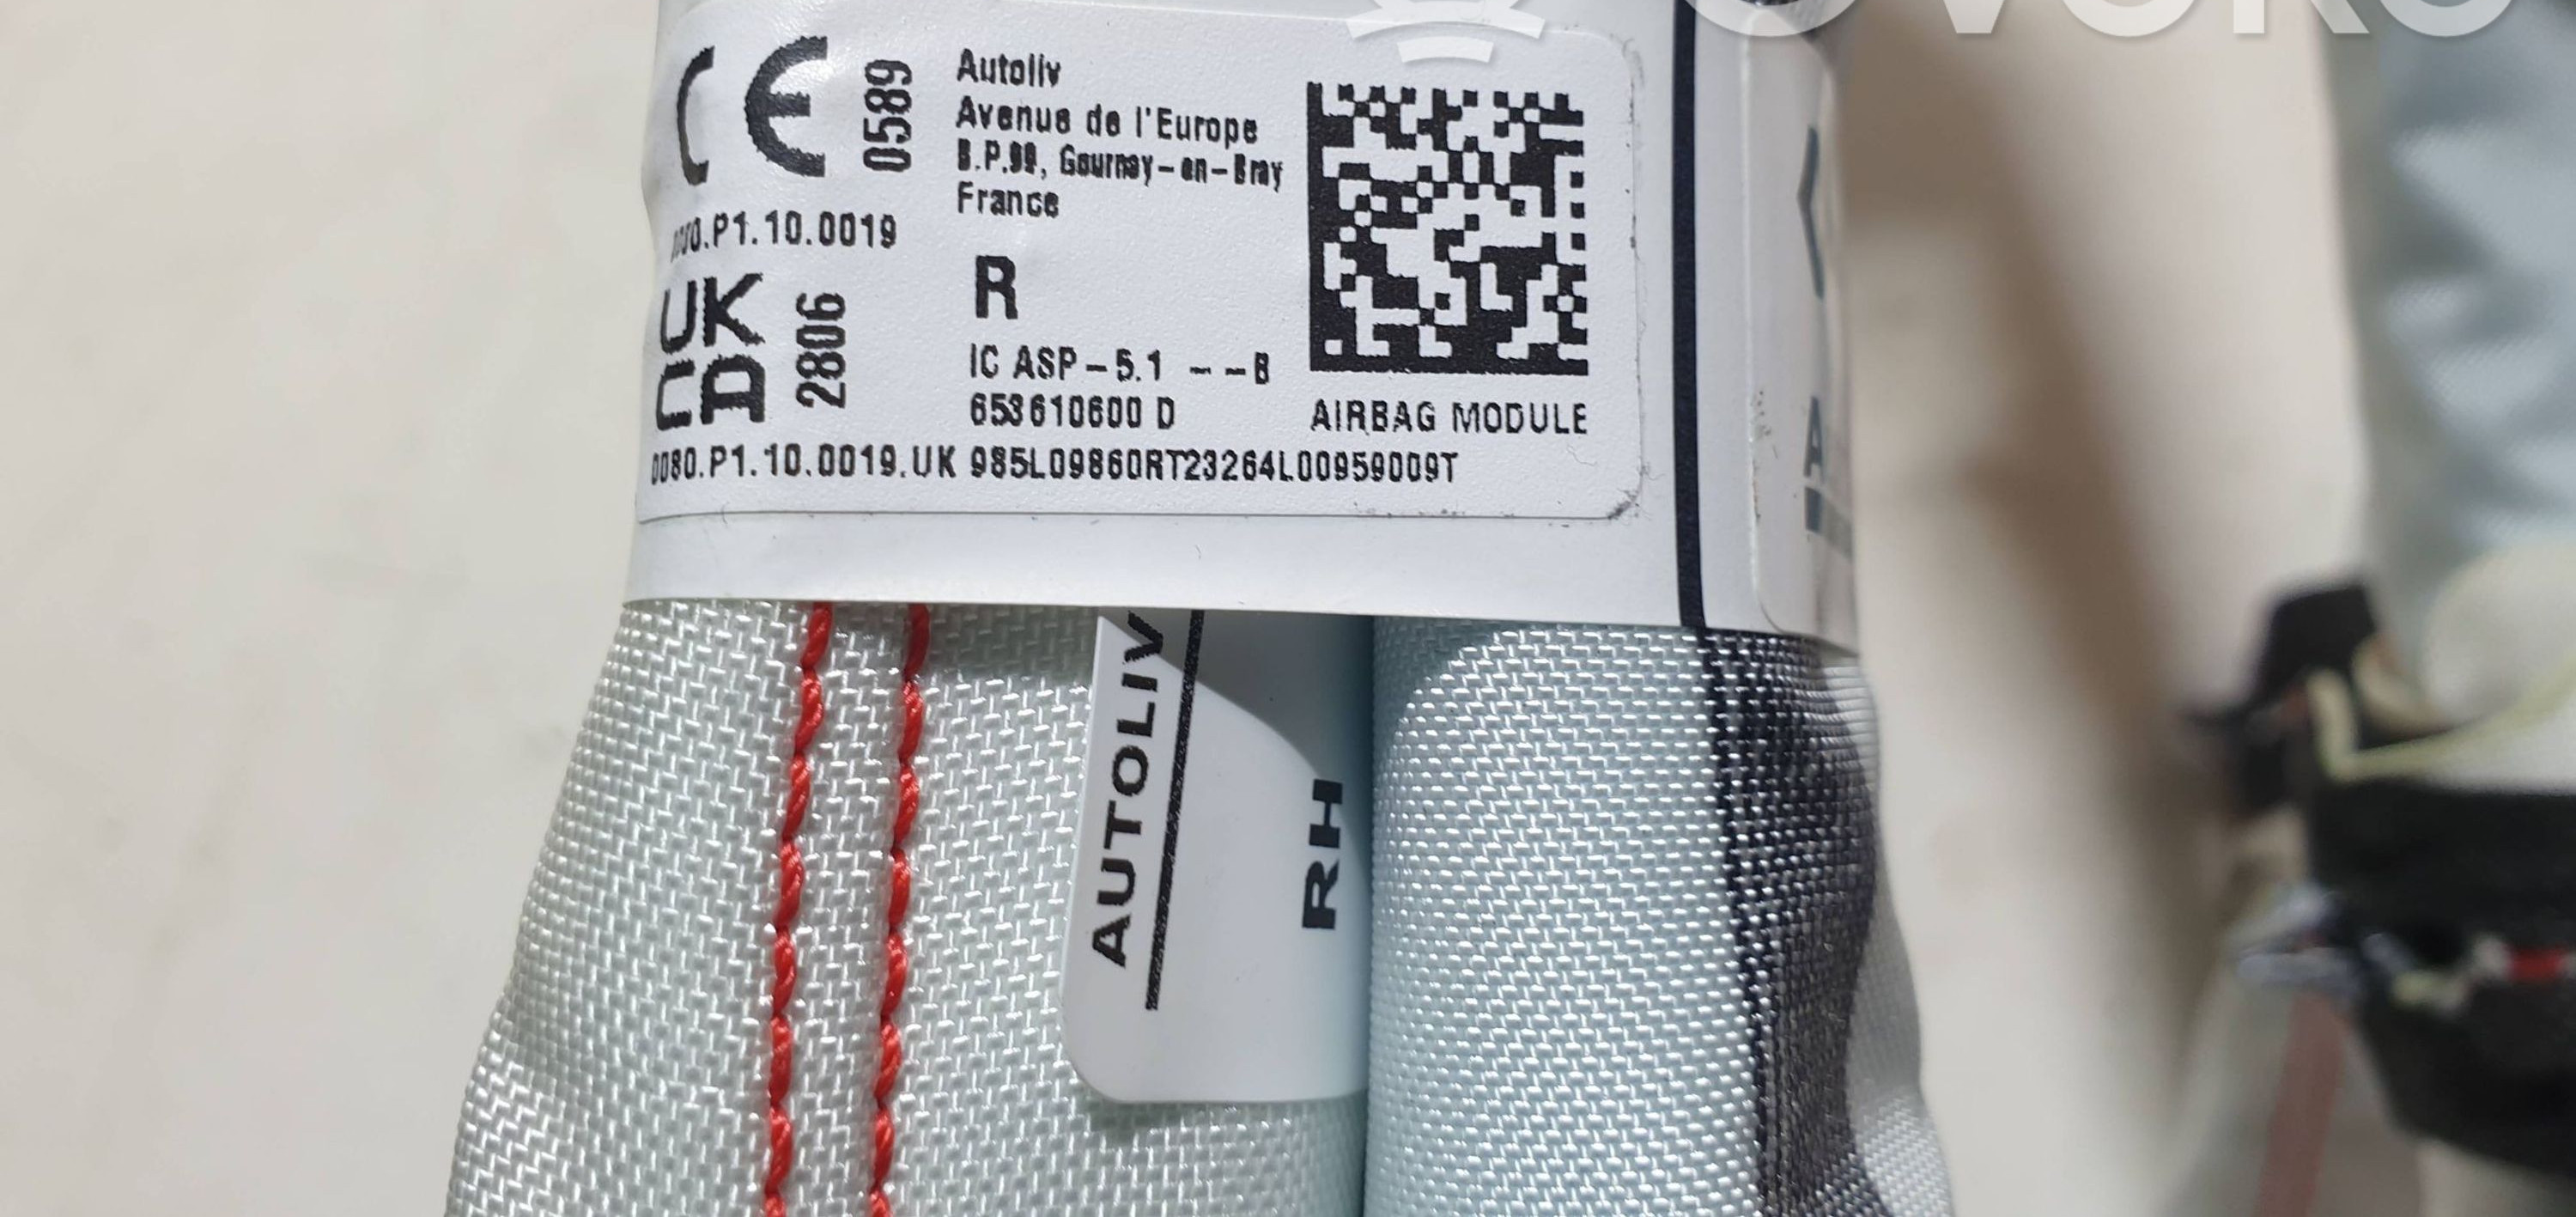 CE 0589
Autoliv
Avenue de l'Europe
B.P.99, Gournay-en-Bray
France
.P1.10.0019
R
UK
CA 2806
IC ASP-5.1 --B
653610600 D
AIRBAG MODULE
0080.P1.10.0019.UK 985L09860RT23264L00959009T
AUTOLIV
RH